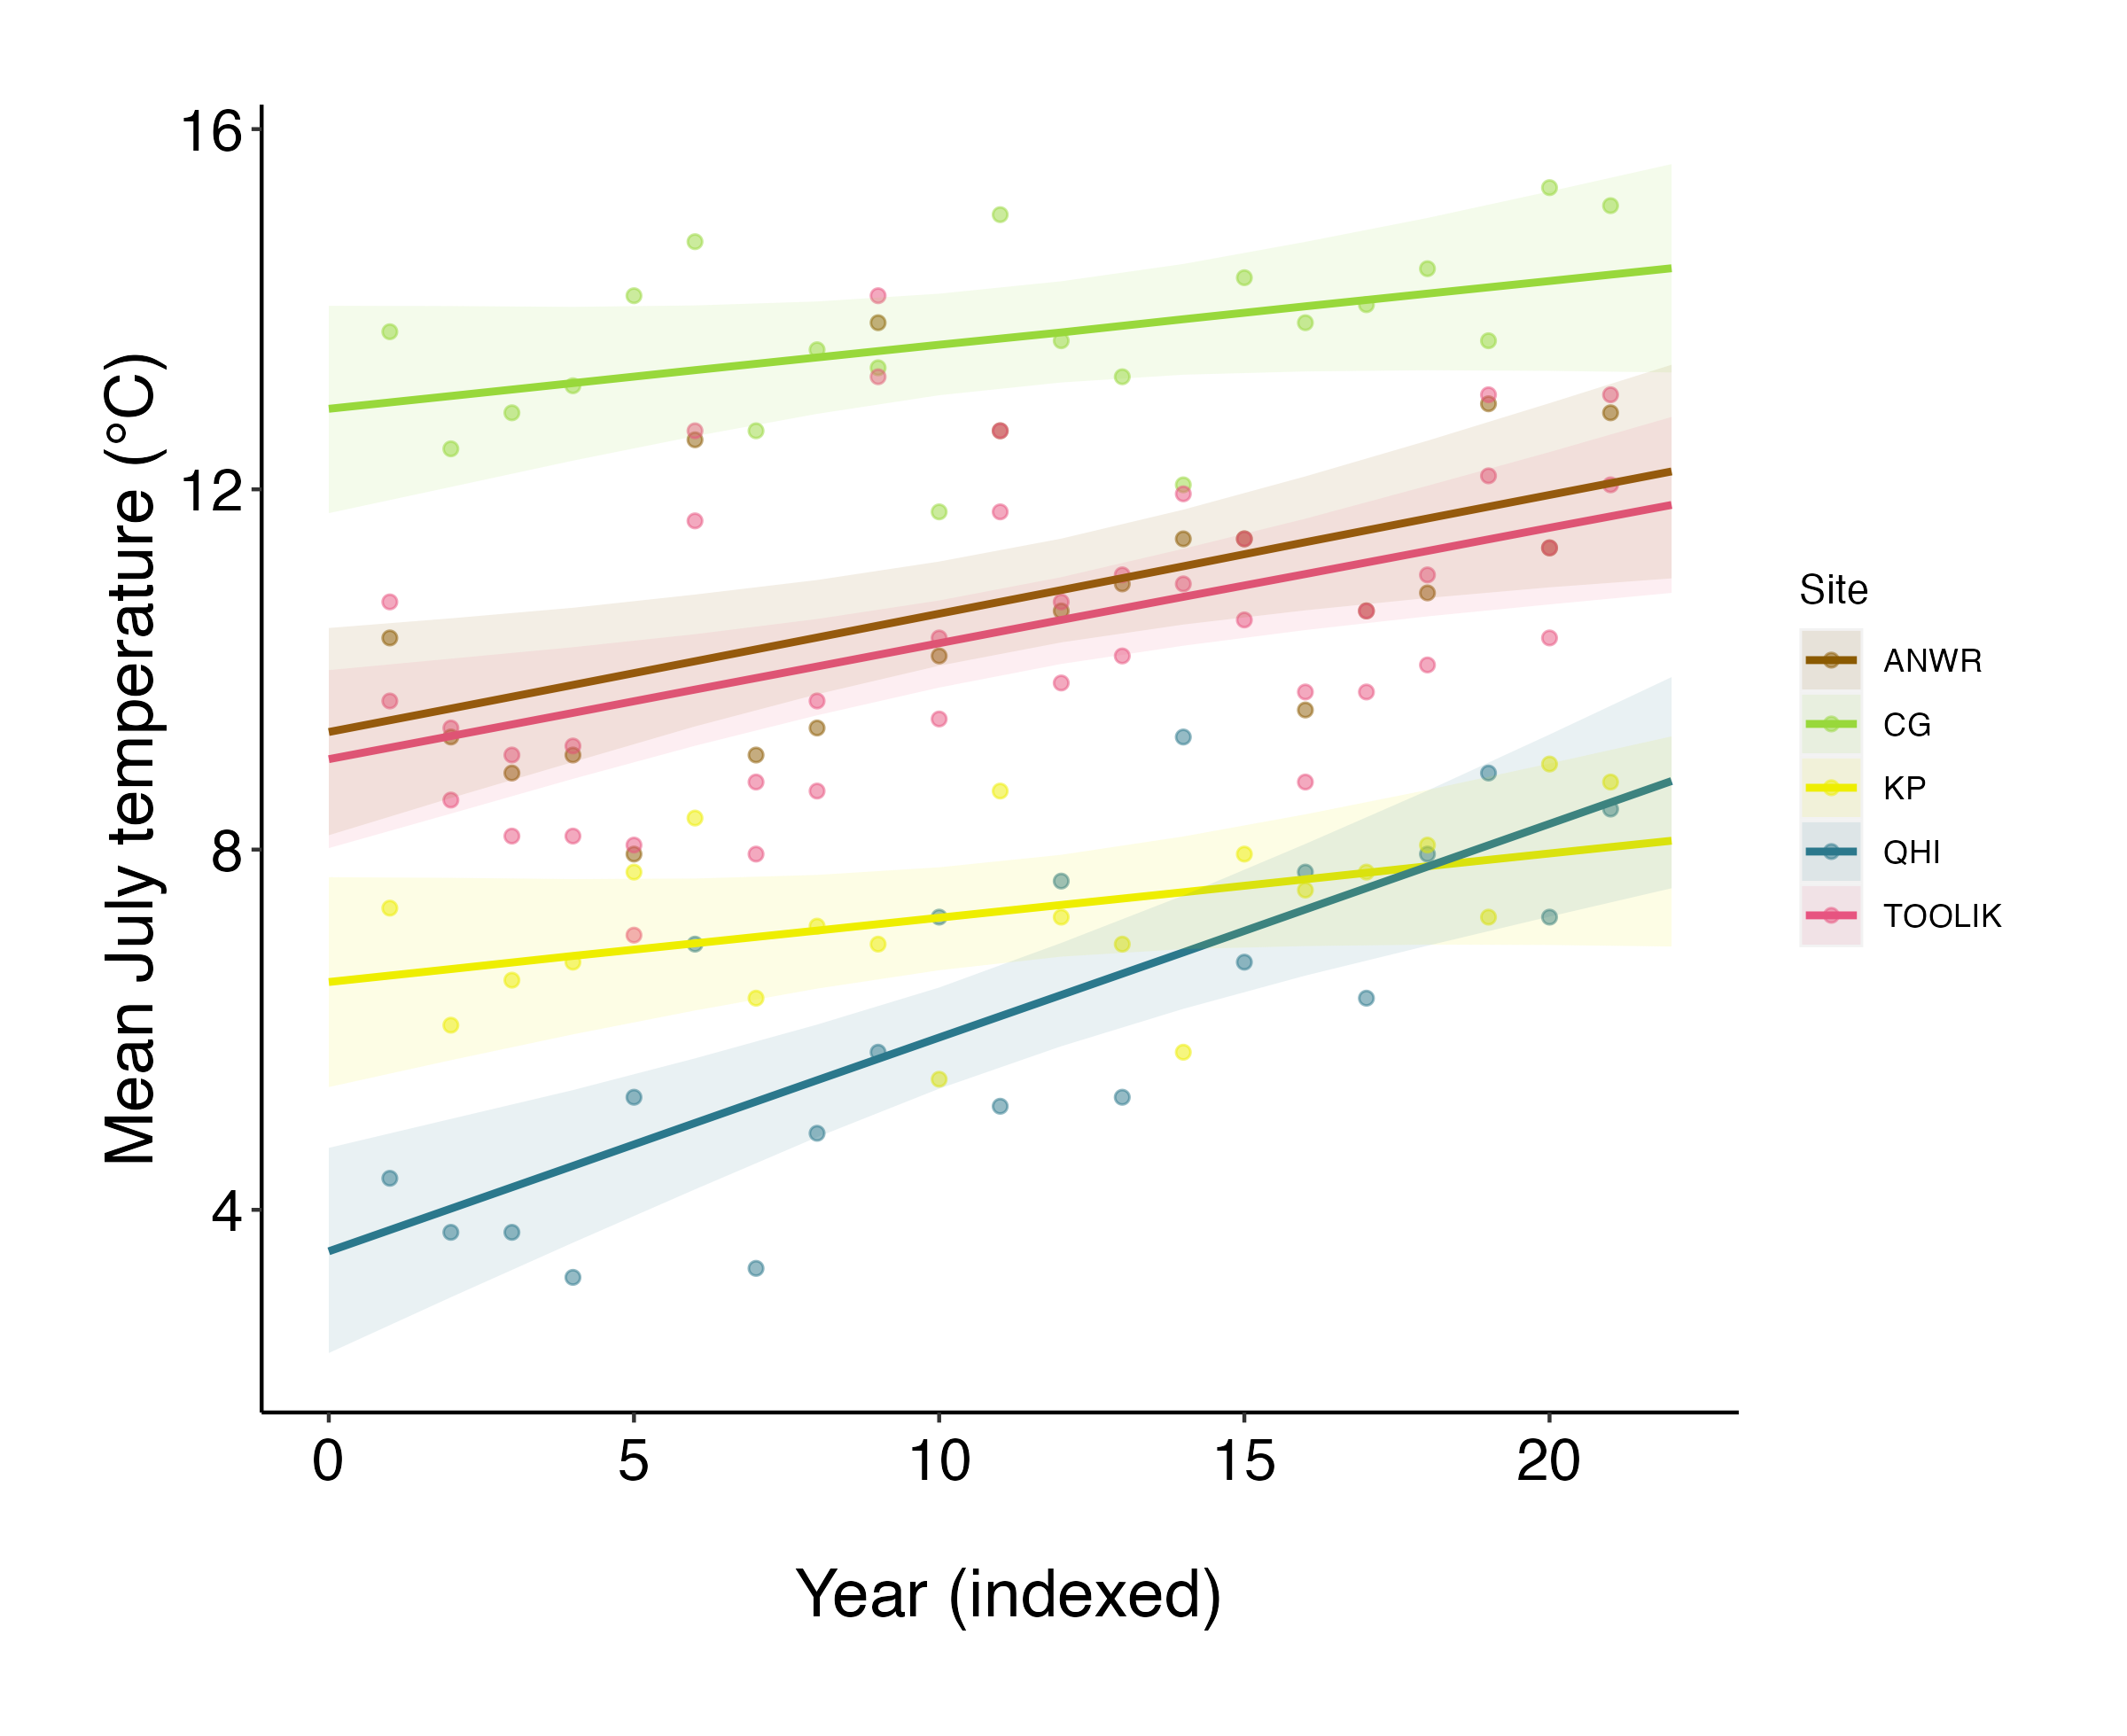 Mean July temperature (°C)
16
12
8
4
0 5 10 15 20
Year (indexed)
Site
ANWR
CG
KP
QHI
TOOLIK